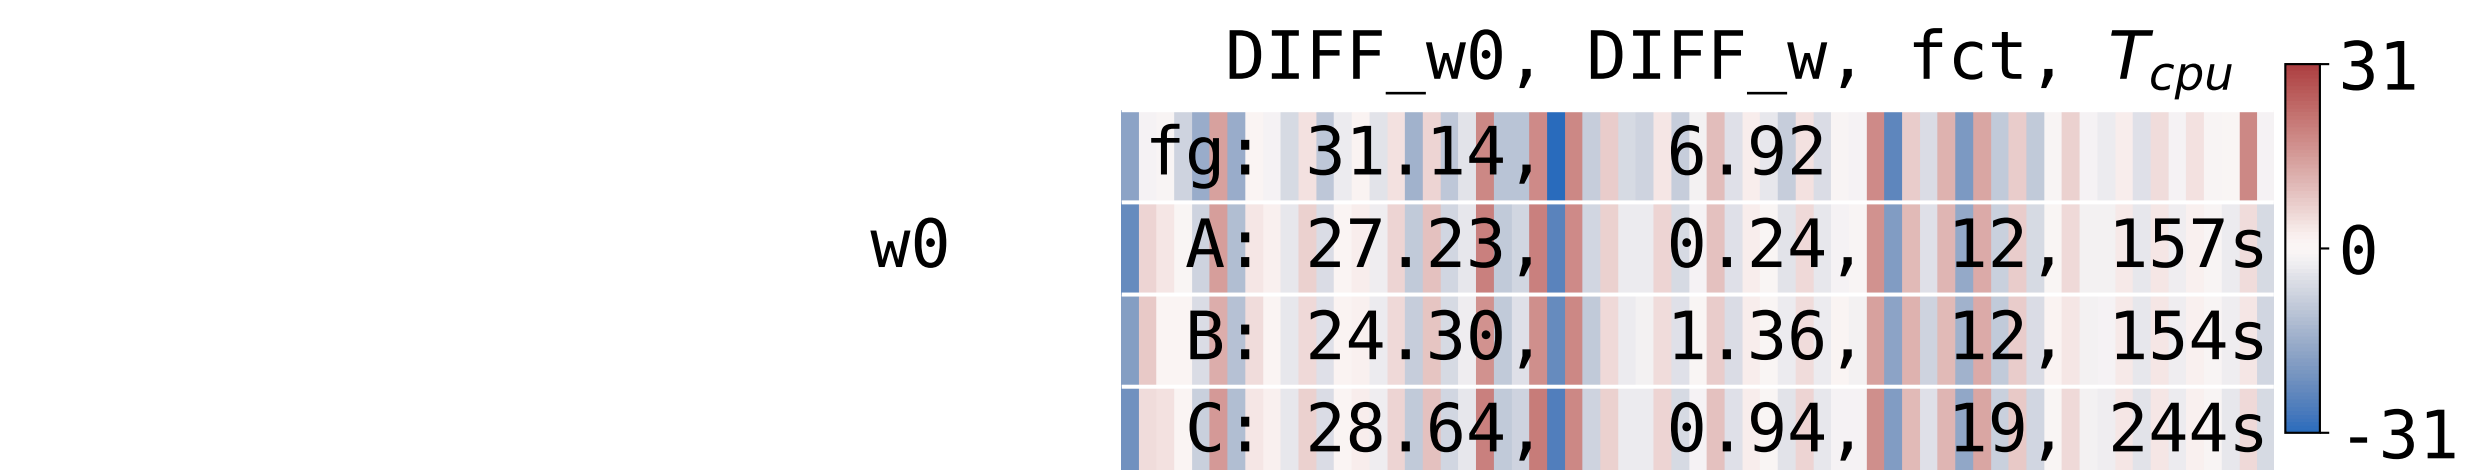 DIFF_w0, DIFF_w, fct, T_cpu
31
fg: 31.14, 6.92
w0
A: 27.23, 0.24, 12, 157s
0
B: 24.30, 1.36, 12, 154s
C: 28.64, 0.94, 19, 244s
-31